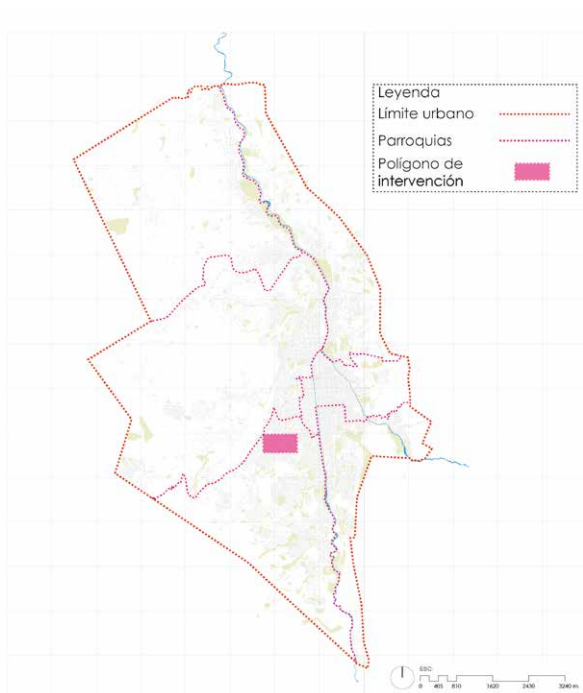 Leyenda
Límite urbano
Parroquias
Polígono de
intervención
ESC:
0 405 810 1620 2430 3240 m